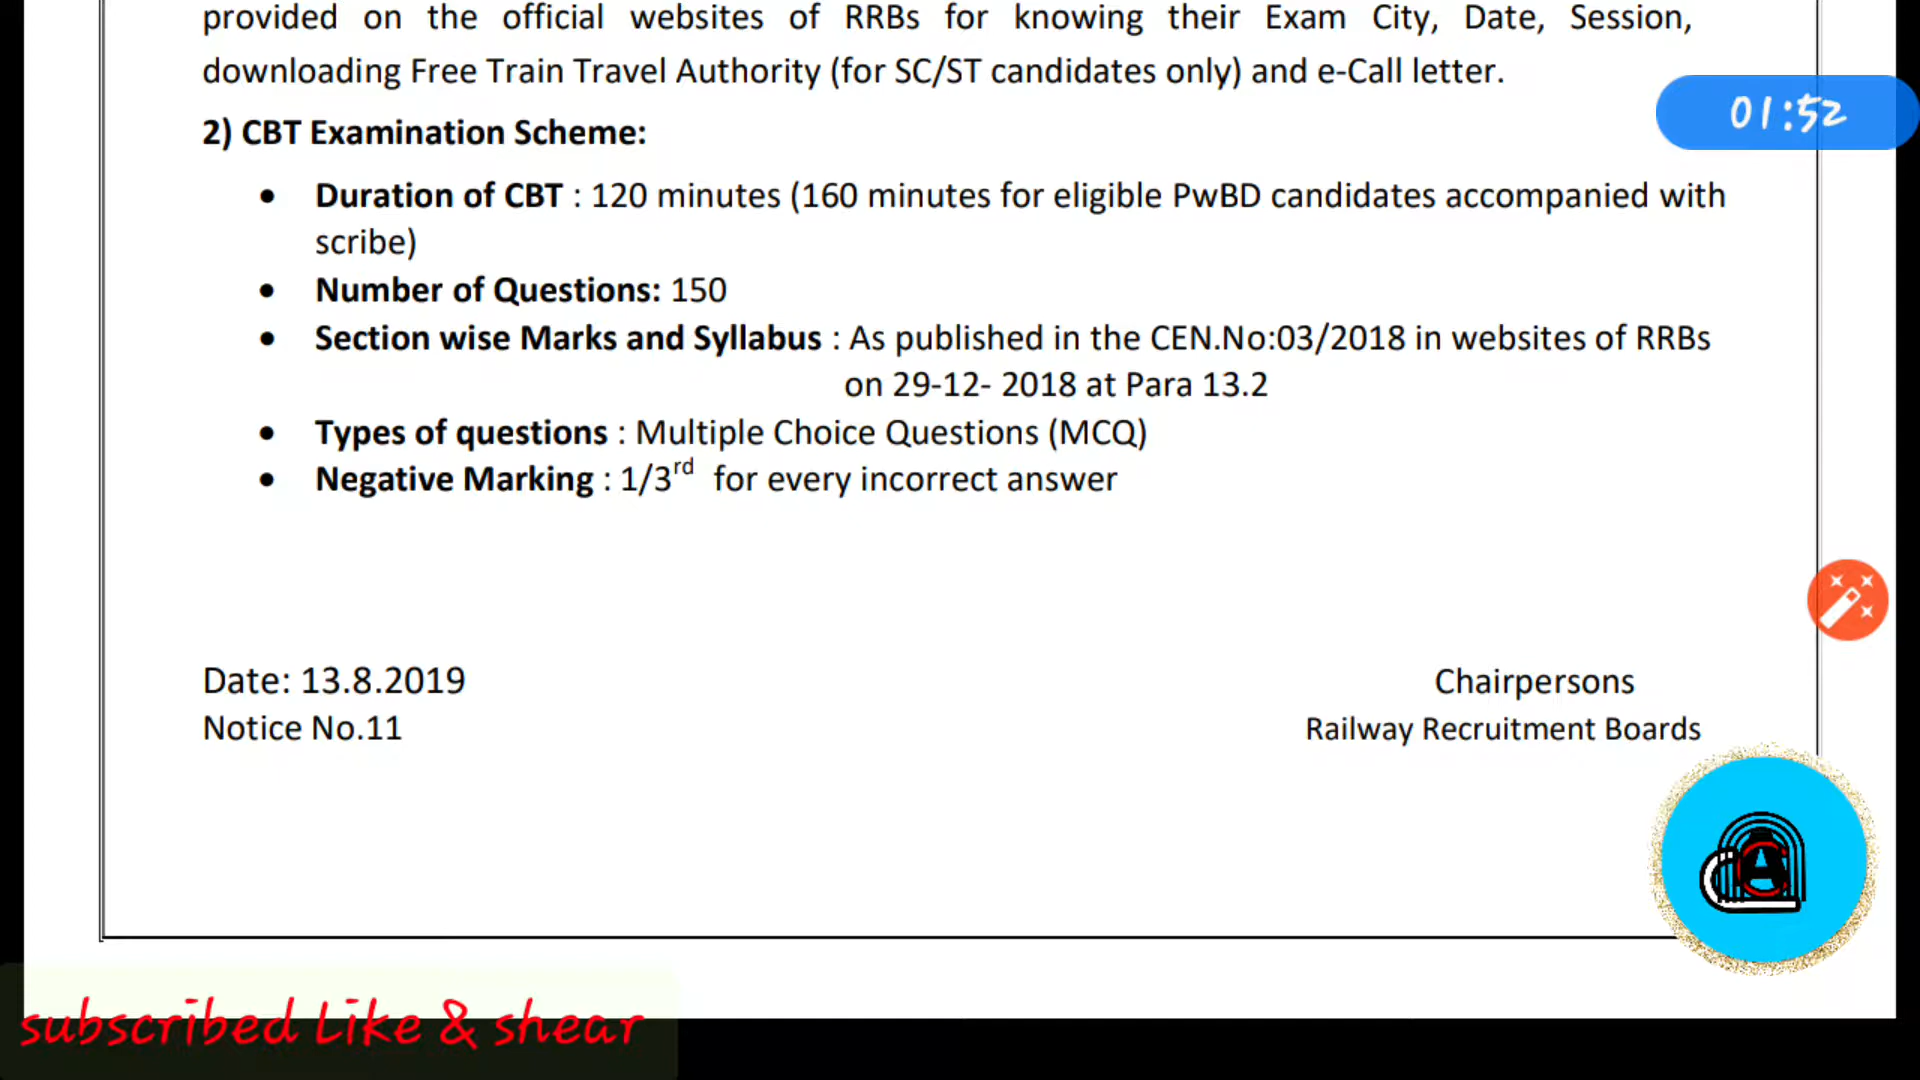 provided on the official websites of RRBs for knowing their Exam City, Date, Session,
downloading Free Train Travel Authority (for SC/ST candidates only) and e-Call letter.
01:52
2) CBT Examination Scheme:
• Duration of CBT : 120 minutes (160 minutes for eligible PwBD candidates accompanied with
scribe)
• Number of Questions: 150
• Section wise Marks and Syllabus : As published in the CEN.No:03/2018 in websites of RRBs
on 29-12- 2018 at Para 13.2
• Types of questions : Multiple Choice Questions (MCQ)
• Negative Marking : 1/3rd for every incorrect answer
Date: 13.8.2019
Chairpersons
Notice No.11
Railway Recruitment Boards
subscribed Like & shear